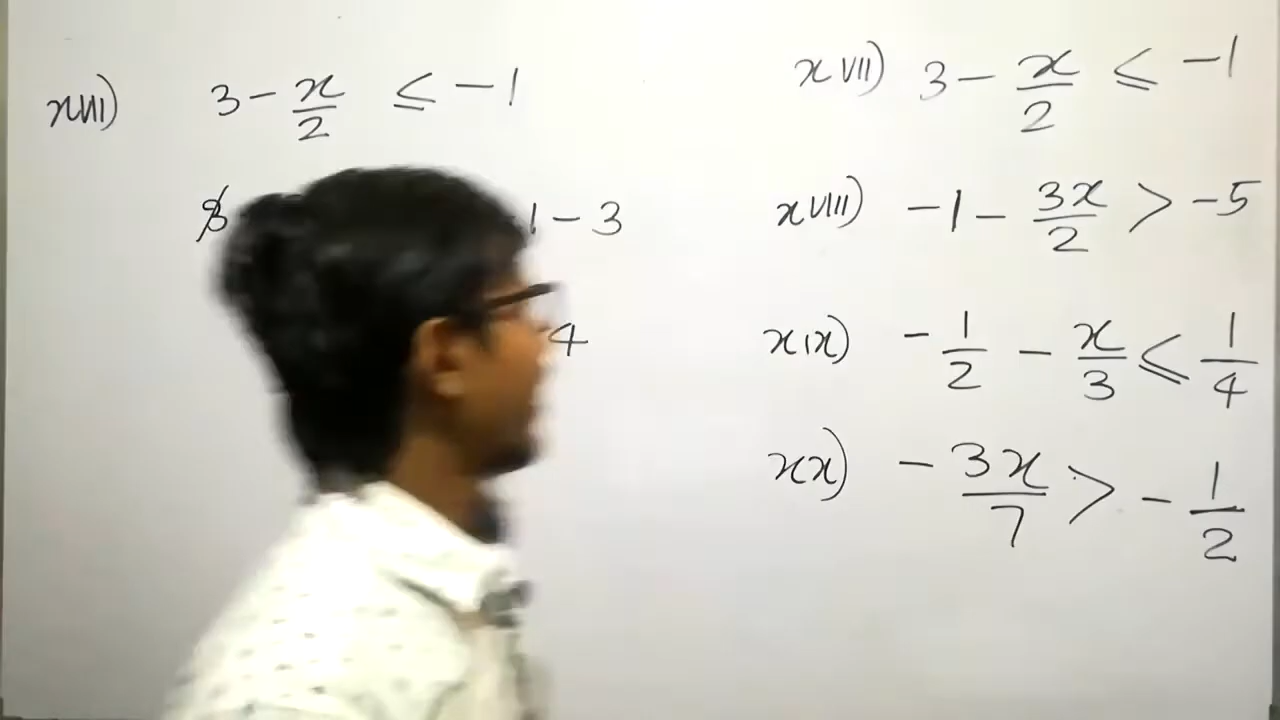 xvii) 3 - x/2 ≤ -1
3 1 - 3
4
xvii) 3 - x/2 ≤ -1
xviii) -1 - 3x/2 > -5
xix) -1/2 - x/3 ≤ 1/4
xx) -3x/7 > -1/2